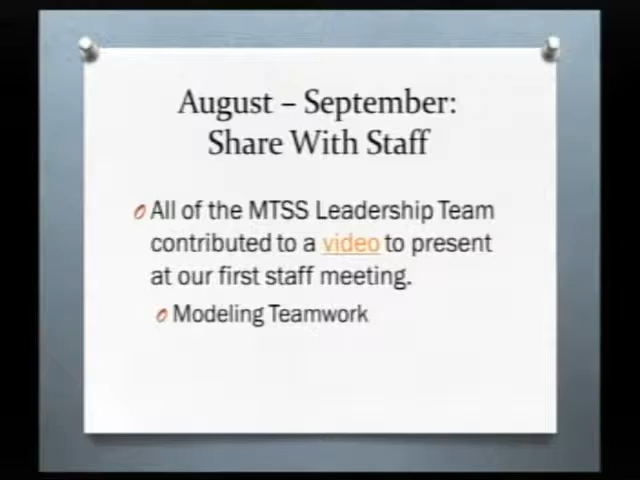 August – September:
Share With Staff
All of the MTSS Leadership Team
contributed to a video to present
at our first staff meeting.
Modeling Teamwork